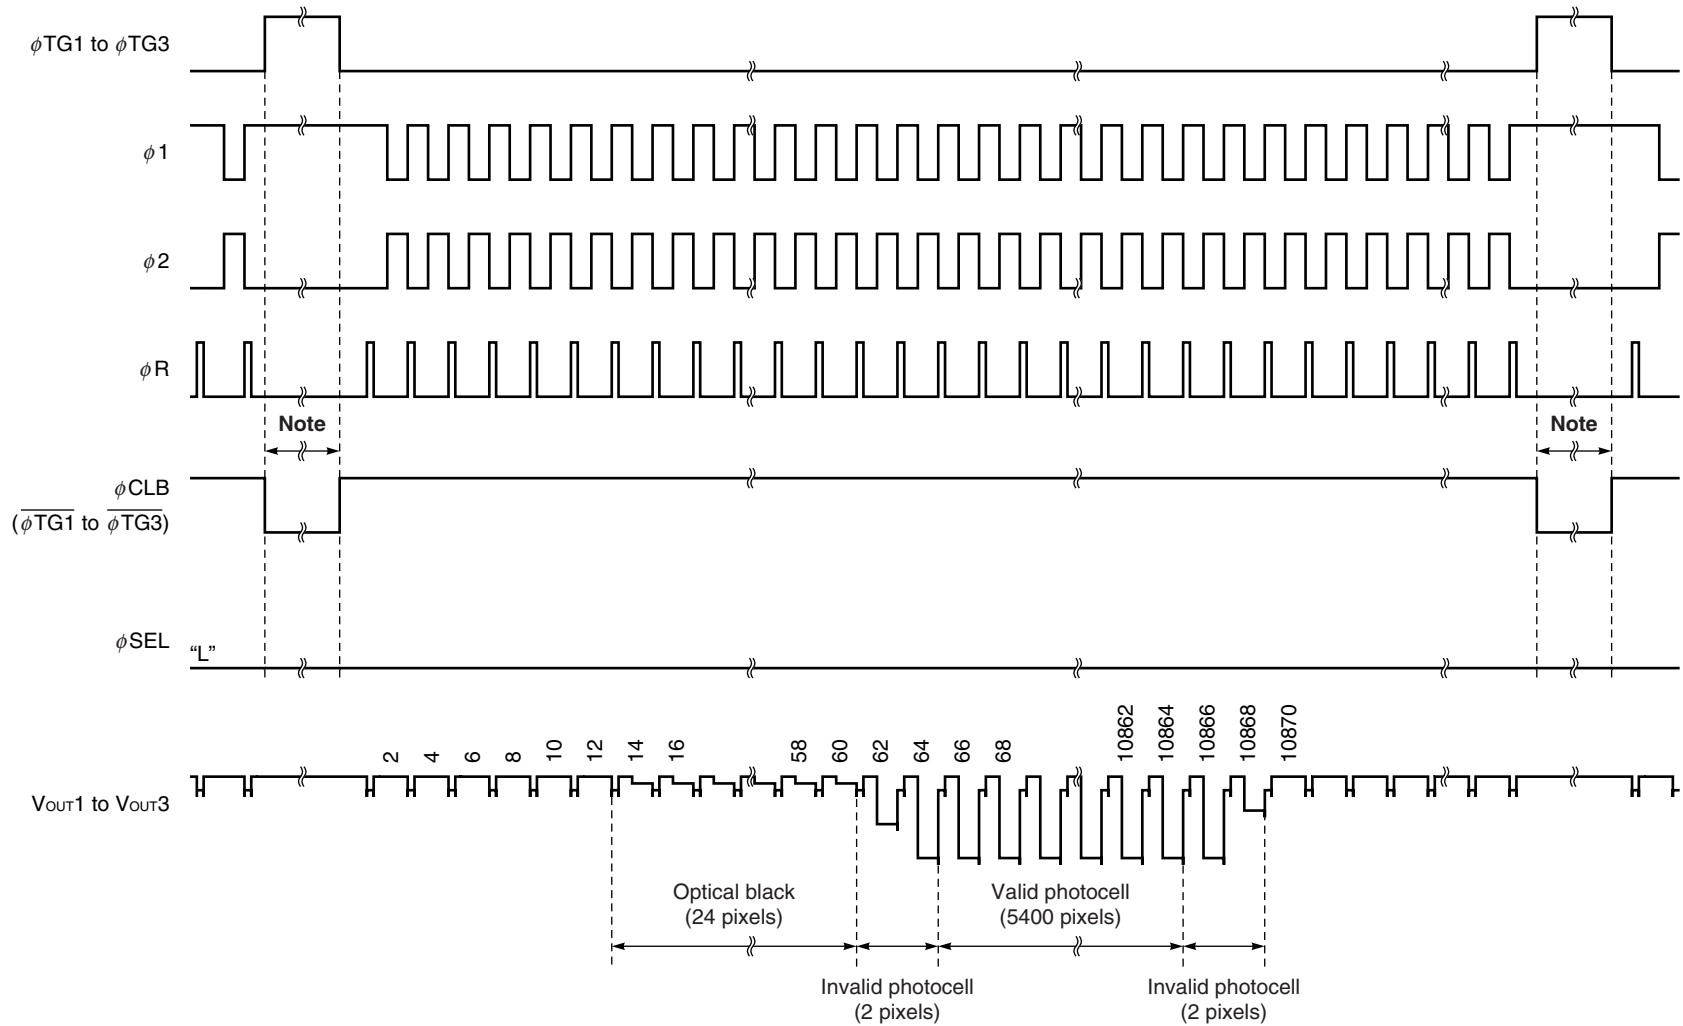 ϕTG1 to ϕTG3
ϕ1
ϕ2
ϕR
Note
Note
ϕCLB
(ϕTG1 to ϕTG3)
ϕSEL
“L”
2 4 6 8 10 12 14 16 58 60 62 64 66 68 10862 10864 10866 10868 10870
VOUT1 to VOUT3
Optical black
(24 pixels)
Valid photocell
(5400 pixels)
Invalid photocell
(2 pixels)
Invalid photocell
(2 pixels)